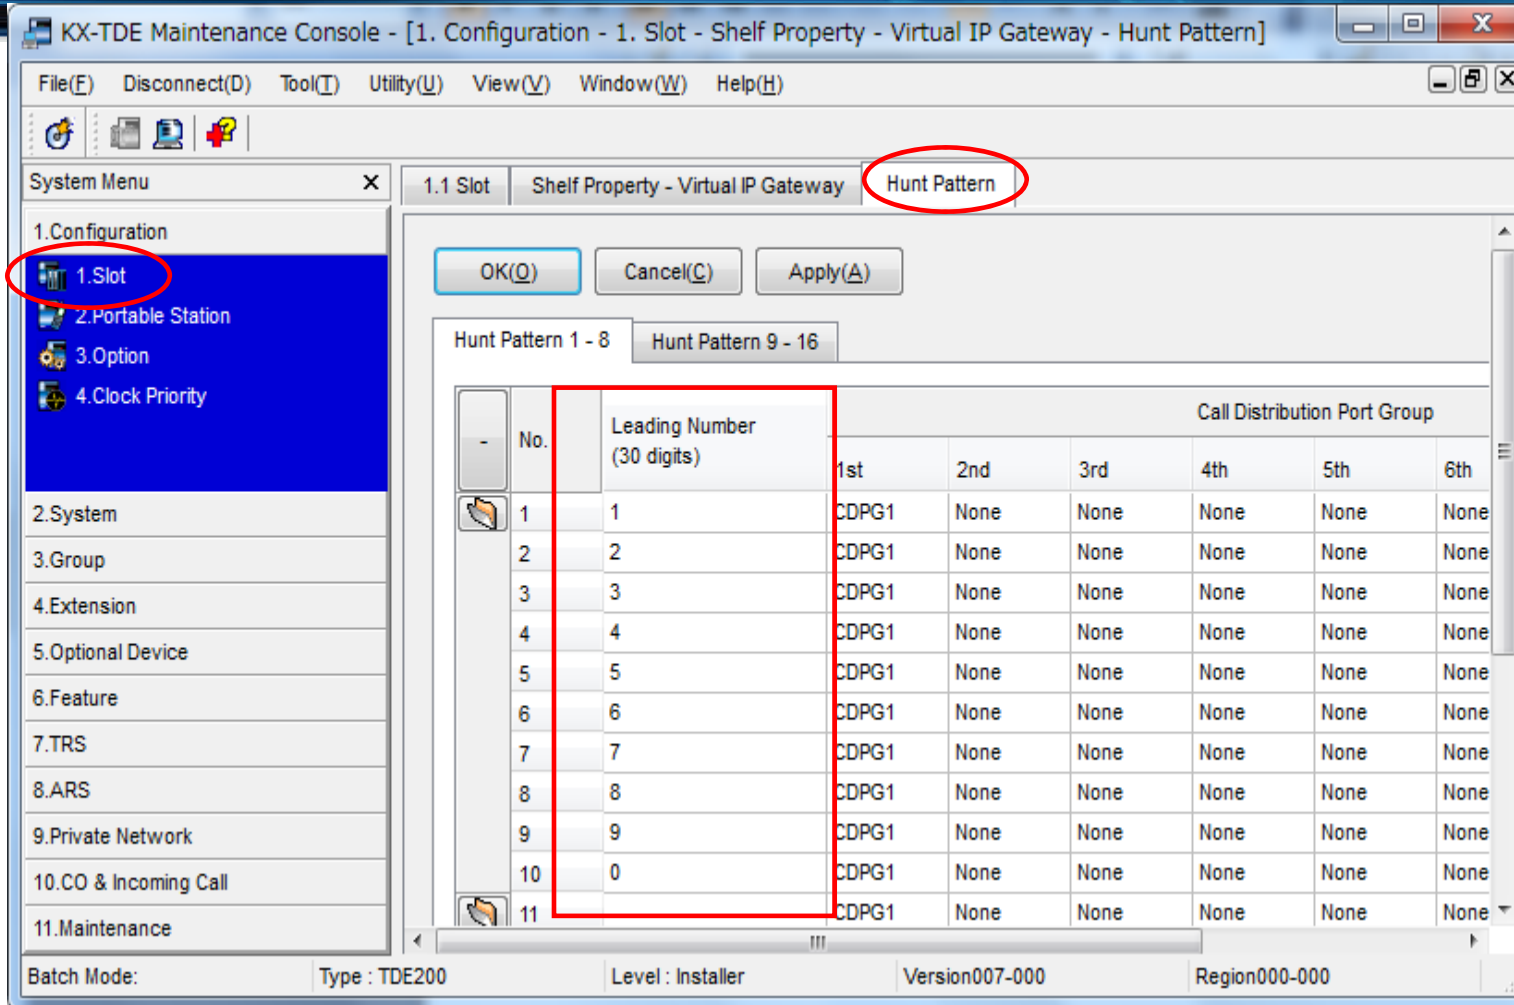 KX-TDE Maintenance Console - [1. Configuration - 1. Slot - Shelf Property - Virtual IP Gateway - Hunt Pattern]
File(F) Disconnect(D) Tool(T) Utility(U) View(V) Window(W) Help(H)
System Menu
1.1 Slot Shelf Property - Virtual IP Gateway Hunt Pattern
1.Configuration
1.Slot
2.Portable Station
3.Option
4.Clock Priority
2.System
3.Group
4.Extension
5.Optional Device
6.Feature
7.TRS
8.ARS
9.Private Network
10.CO & Incoming Call
11.Maintenance
OK(O) Cancel(C) Apply(A)
Hunt Pattern 1 - 8 Hunt Pattern 9 - 16
- No. Leading Number
(30 digits)
Call Distribution Port Group
1st 2nd 3rd 4th 5th 6th
1 1 CDPG1 None None None None None
2 2 CDPG1 None None None None None
3 3 CDPG1 None None None None None
4 4 CDPG1 None None None None None
5 5 CDPG1 None None None None None
6 6 CDPG1 None None None None None
7 7 CDPG1 None None None None None
8 8 CDPG1 None None None None None
9 9 CDPG1 None None None None None
10 0 CDPG1 None None None None None
11 CDPG1 None None None None None
Batch Mode: Type : TDE200 Level : Installer Version007-000 Region000-000